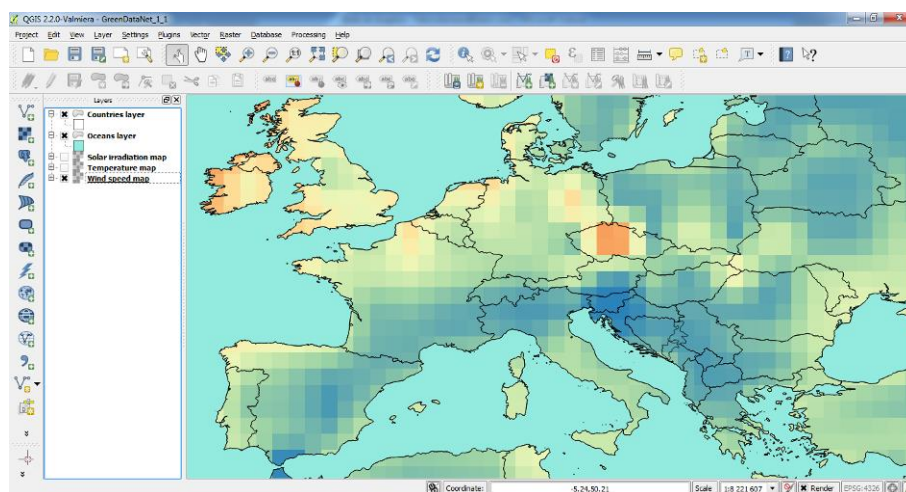 QGIS 2.2.0-Valmiera - GreenDataNet_1_1
Project Edit View Layer Settings Plugins Vector Raster Database Processing Help
Layers
Countries layer
Oceans layer
Solar irradiation map
Temperature map
Wind speed map
Coordinate: -5.24,50.21 Scale 1:8 221 607 Render EPSG:4326